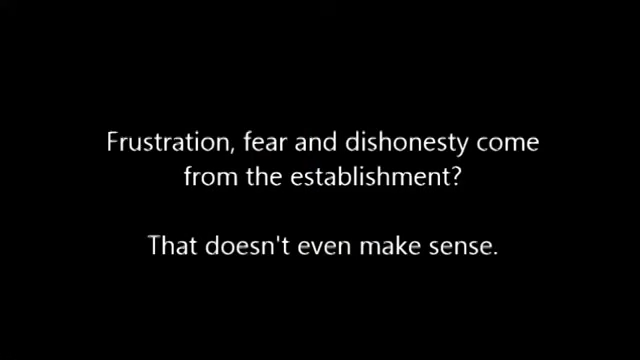 Frustration, fear and dishonesty come
from the establishment?
That doesn't even make sense.